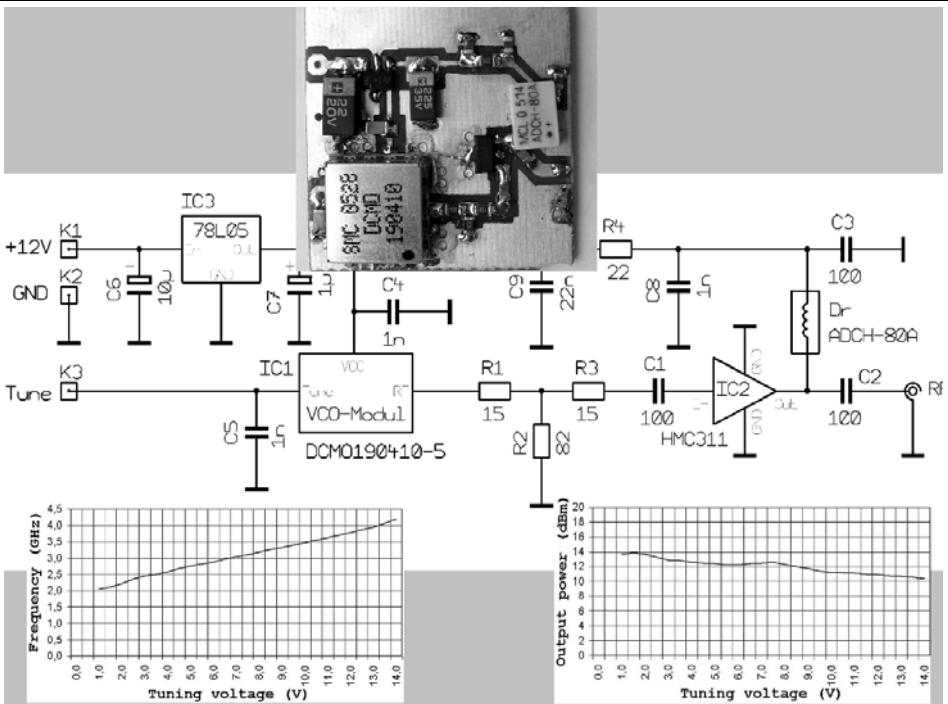 22
20V
225
35V
MCL 0 514
ADCH-80A
SMC 0528
DCMO
190410
IC3
78L05
In
Out
GND
K1
+12V
K2
GND
C6
10µ
C7
1µ
C4
1n
C9
22n
R4
22
C8
1n
C3
100
Dr
ADCH-80A
K3
Tune
C5
1n
IC1
VCC
Tune
VCO-Modul
DCMO190410-5
R1
15
R2
82
R3
15
C1
100
IC2
In
Out
GND
GND
HMC311
C2
100
Frequency (GHz)
4,5
4,0
3,5
3,0
2,5
2,0
1,5
1,0
0,5
0,0
0,0 1,0 2,0 3,0 4,0 5,0 6,0 7,0 8,0 9,0 10,0 11,0 12,0 13,0 14,0
Tuning voltage (V)
Output power (dBm)
20
18
16
14
12
10
8
6
4
2
0
0,0 1,0 2,0 3,0 4,0 5,0 6,0 7,0 8,0 9,0 10,0 11,0 12,0 13,0 14,0
Tuning voltage (V)